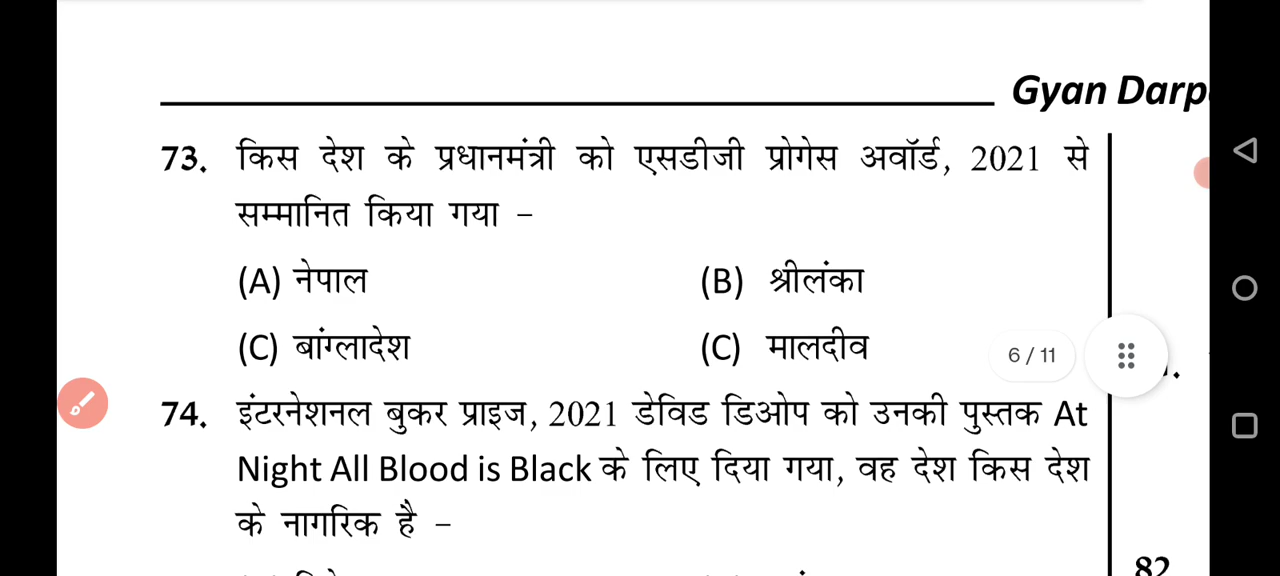 Gyan Darp
73. किस देश के प्रधानमंत्री को एसडीजी प्रोगेस अवॉर्ड, 2021 से
सम्मानित किया गया –
(A) नेपाल (B) श्रीलंका
(C) बांग्लादेश (C) मालदीव
6 / 11
74. इंटरनेशनल बुकर प्राइज, 2021 डेविड डिओप को उनकी पुस्तक At
Night All Blood is Black के लिए दिया गया, वह देश किस देश
के नागरिक है –
82